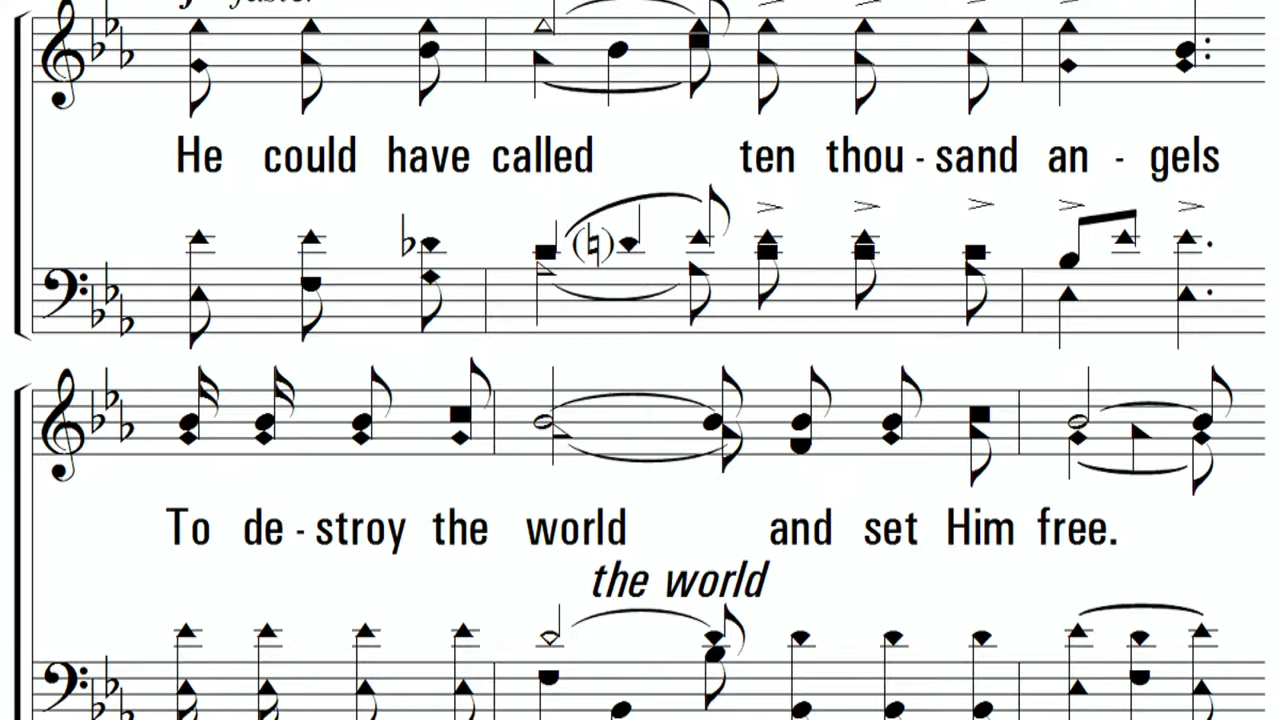 He could have called ten thou - sand an - gels
To de - stroy the world and set Him free.
the world